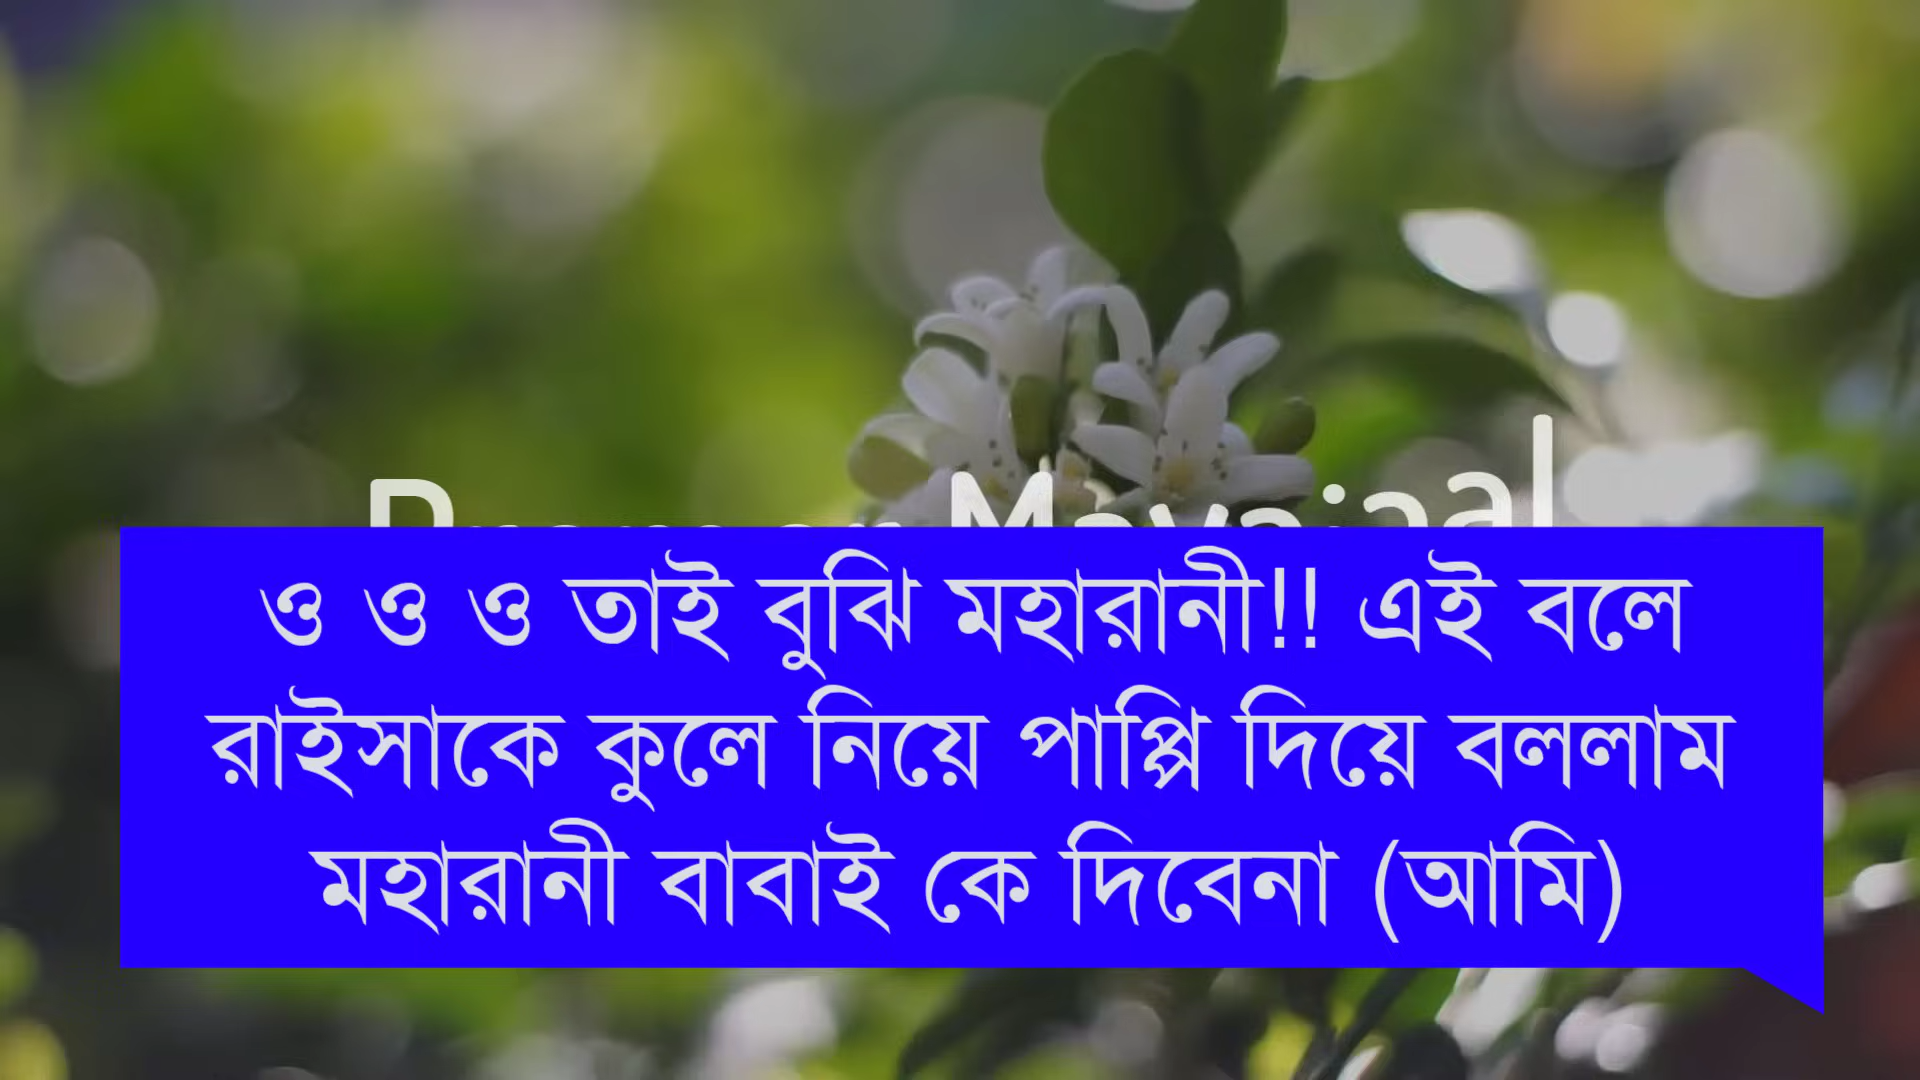 ও ও ও তাই বুঝি মহারানী!! এই বলে
রাইসাকে কুলে নিয়ে পাপ্পি দিয়ে বললাম
মহারানী বাবাই কে দিবেনা (আমি)